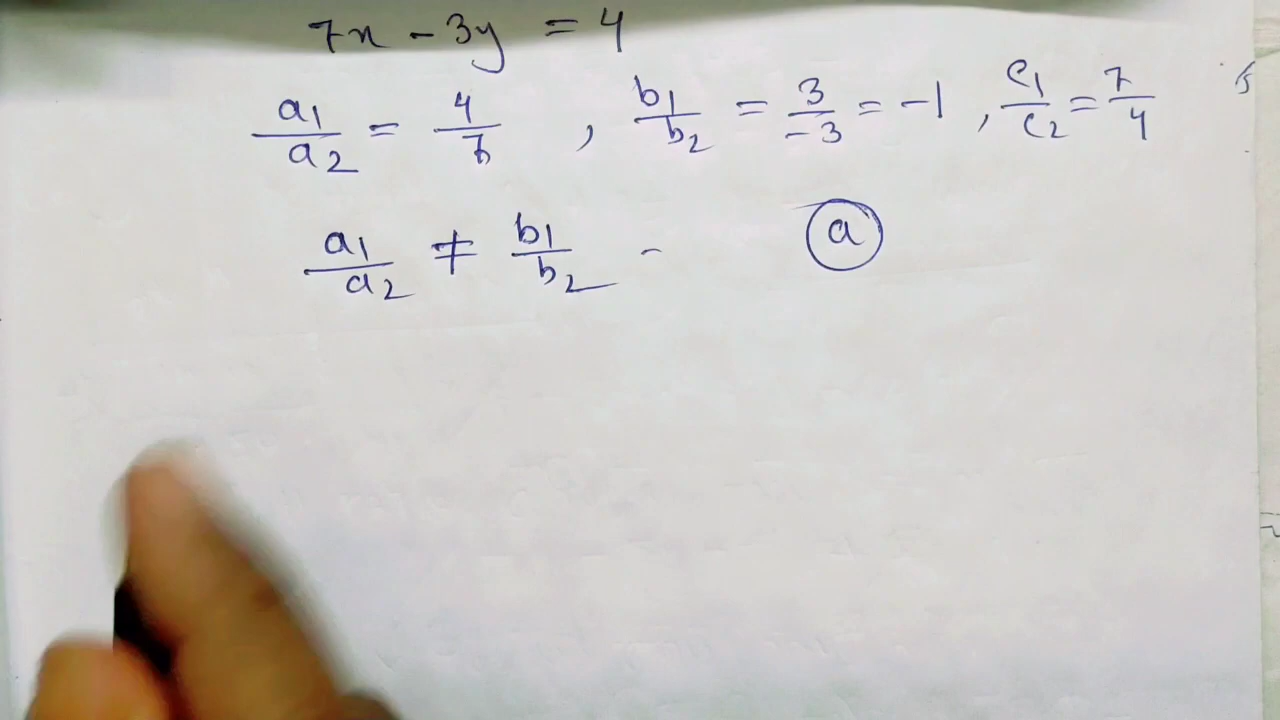 7x - 3y = 4
a1/a2 = 4/7 , b1/b2 = 3/-3 = -1 , c1/c2 = 7/4
a1/a2 ≠ b1/b2 - a